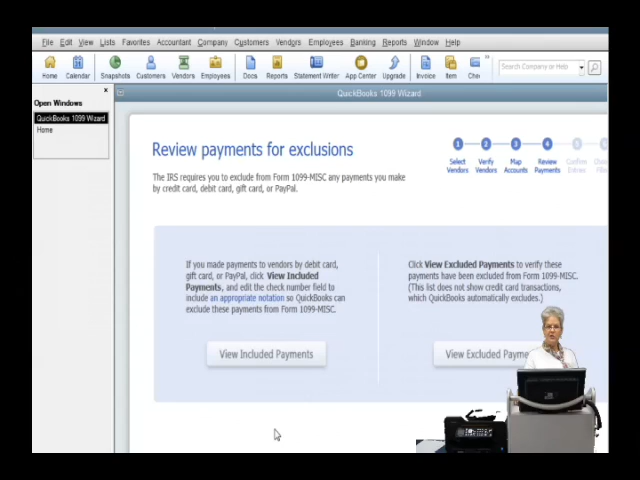 File Edit View Lists Favorites Accountant Company Customers Vendors Employees Banking Reports Window Help
Home Calendar Snapshots Customers Vendors Employees Docs Reports Statement Writer App Center Upgrade Invoice Item Search Company or Help
Open Windows
QuickBooks 1099 Wizard
Home
QuickBooks 1099 Wizard
Review payments for exclusions
The IRS requires you to exclude from Form 1099-MISC any payments you make
by credit card, debit card, gift card, or PayPal.
1 2 3 4 5
Select Vendors
Verify Vendors
Map Accounts
Review Payments
Confirm Entries
If you made payments to vendors by debit card,
gift card, or PayPal, click View Included
Payments, and edit the check number field to
include an appropriate notation so QuickBooks can
exclude these payments from Form 1099-MISC.
View Included Payments
Click View Excluded Payments to verify these
payments have been excluded from Form 1099-MISC.
(This list does not show credit card transactions,
which QuickBooks automatically excludes.)
View Excluded Payme